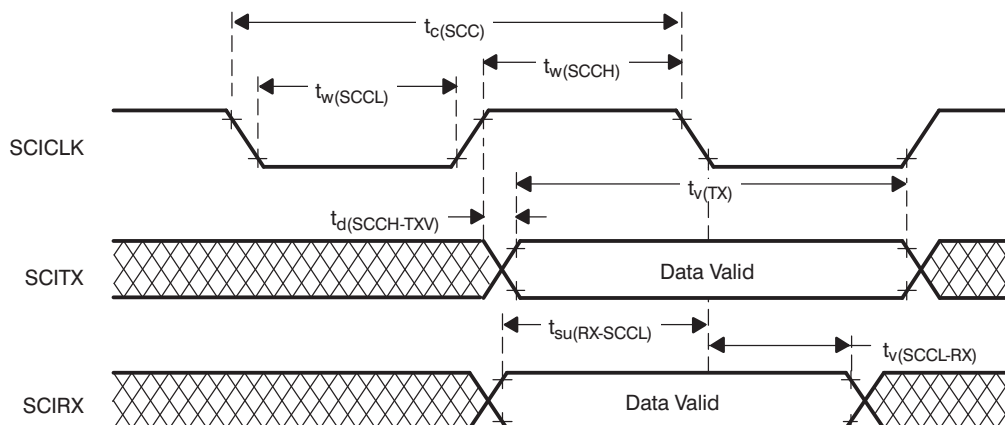 tc(SCC)
tw(SCCH)
tw(SCCL)
SCICLK
tv(TX)
td(SCCH-TXV)
SCITX
Data Valid
tsu(RX-SCCL)
tv(SCCL-RX)
SCIRX
Data Valid